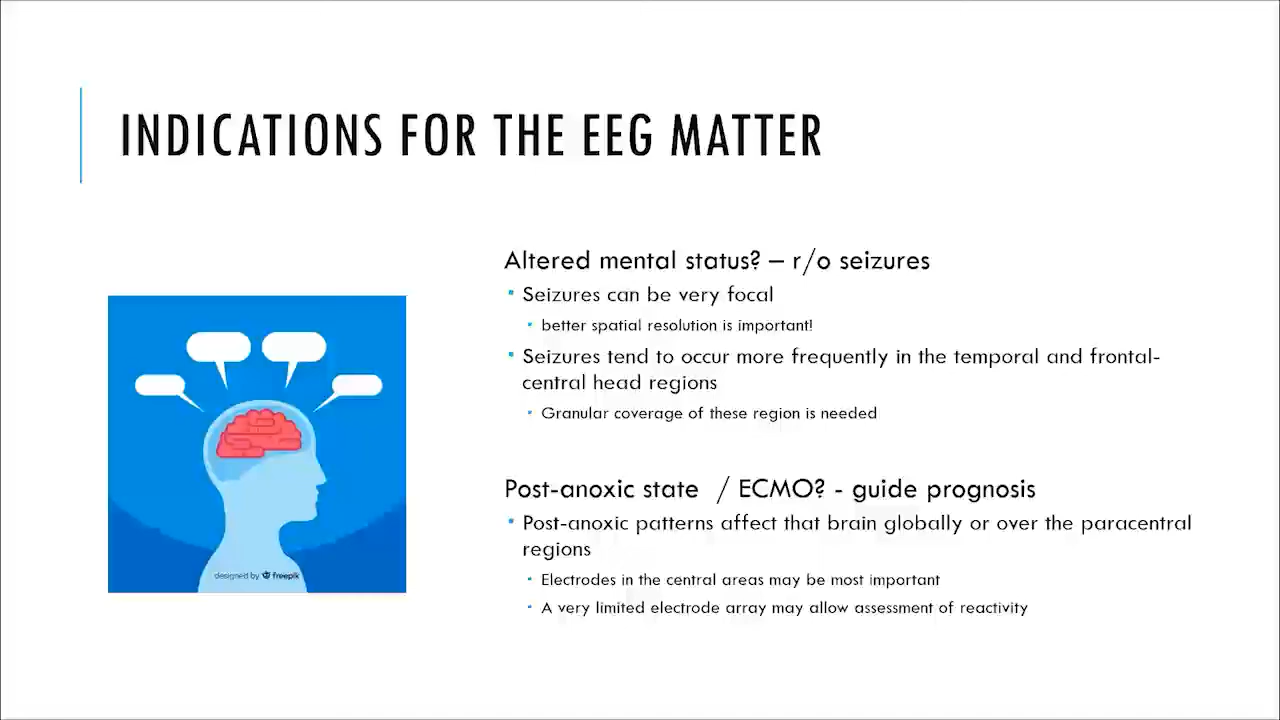 INDICATIONS FOR THE EEG MATTER
Altered mental status? – r/o seizures
Seizures can be very focal
better spatial resolution is important!
Seizures tend to occur more frequently in the temporal and frontal-
central head regions
Granular coverage of these region is needed
Post-anoxic state / ECMO? - guide prognosis
Post-anoxic patterns affect that brain globally or over the paracentral
regions
Electrodes in the central areas may be most important
A very limited electrode array may allow assessment of reactivity
designed by freepik